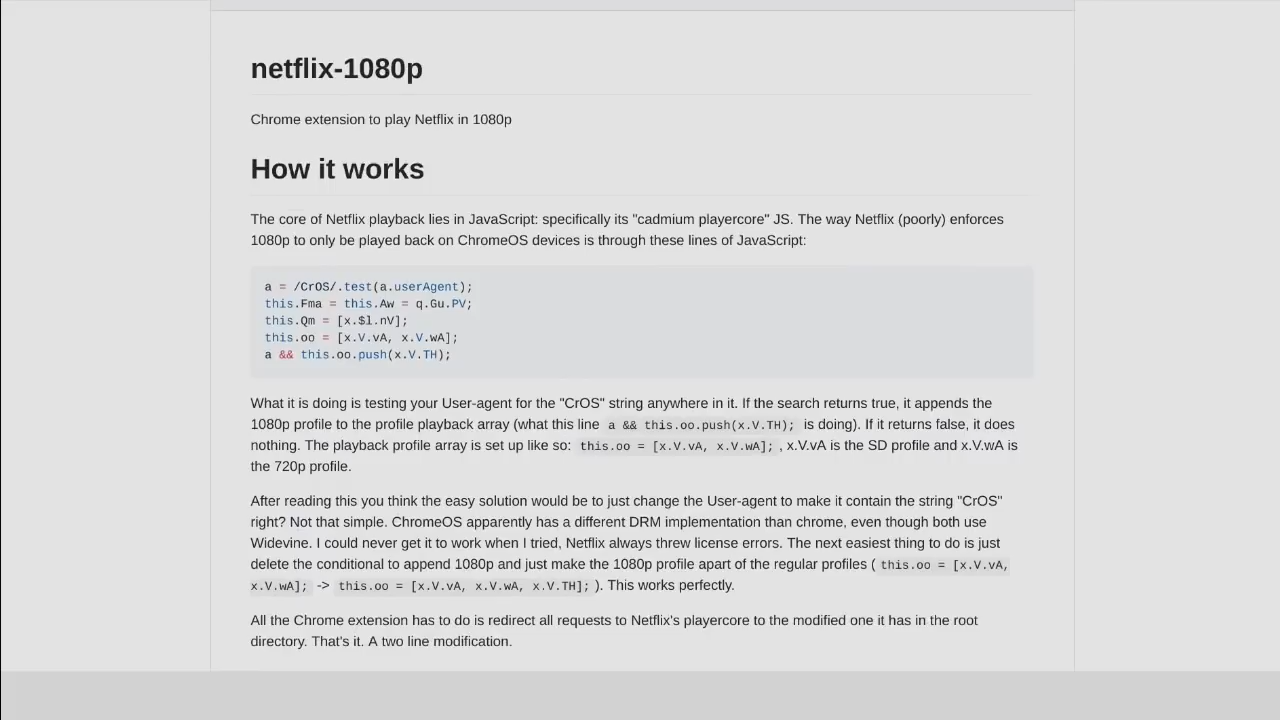 netflix-1080p
Chrome extension to play Netflix in 1080p
How it works
The core of Netflix playback lies in JavaScript: specifically its "cadmium playercore" JS. The way Netflix (poorly) enforces
1080p to only be played back on ChromeOS devices is through these lines of JavaScript:
a = /CrOS/.test(a.userAgent);
this.Fma = this.Aw = q.Gu.PV;
this.Qm = [x.$l.nV];
this.oo = [x.V.vA, x.V.wA];
a && this.oo.push(x.V.TH);
What it is doing is testing your User-agent for the "CrOS" string anywhere in it. If the search returns true, it appends the
1080p profile to the profile playback array (what this line a && this.oo.push(x.V.TH); is doing). If it returns false, it does
nothing. The playback profile array is set up like so: this.oo = [x.V.vA, x.V.wA]; , x.V.vA is the SD profile and x.V.wA is
the 720p profile.
After reading this you think the easy solution would be to just change the User-agent to make it contain the string "CrOS"
right? Not that simple. ChromeOS apparently has a different DRM implementation than chrome, even though both use
Widevine. I could never get it to work when I tried, Netflix always threw license errors. The next easiest thing to do is just
delete the conditional to append 1080p and just make the 1080p profile apart of the regular profiles ( this.oo = [x.V.vA,
x.V.wA]; -> this.oo = [x.V.vA, x.V.wA, x.V.TH]; ). This works perfectly.
All the Chrome extension has to do is redirect all requests to Netflix's playercore to the modified one it has in the root
directory. That's it. A two line modification.